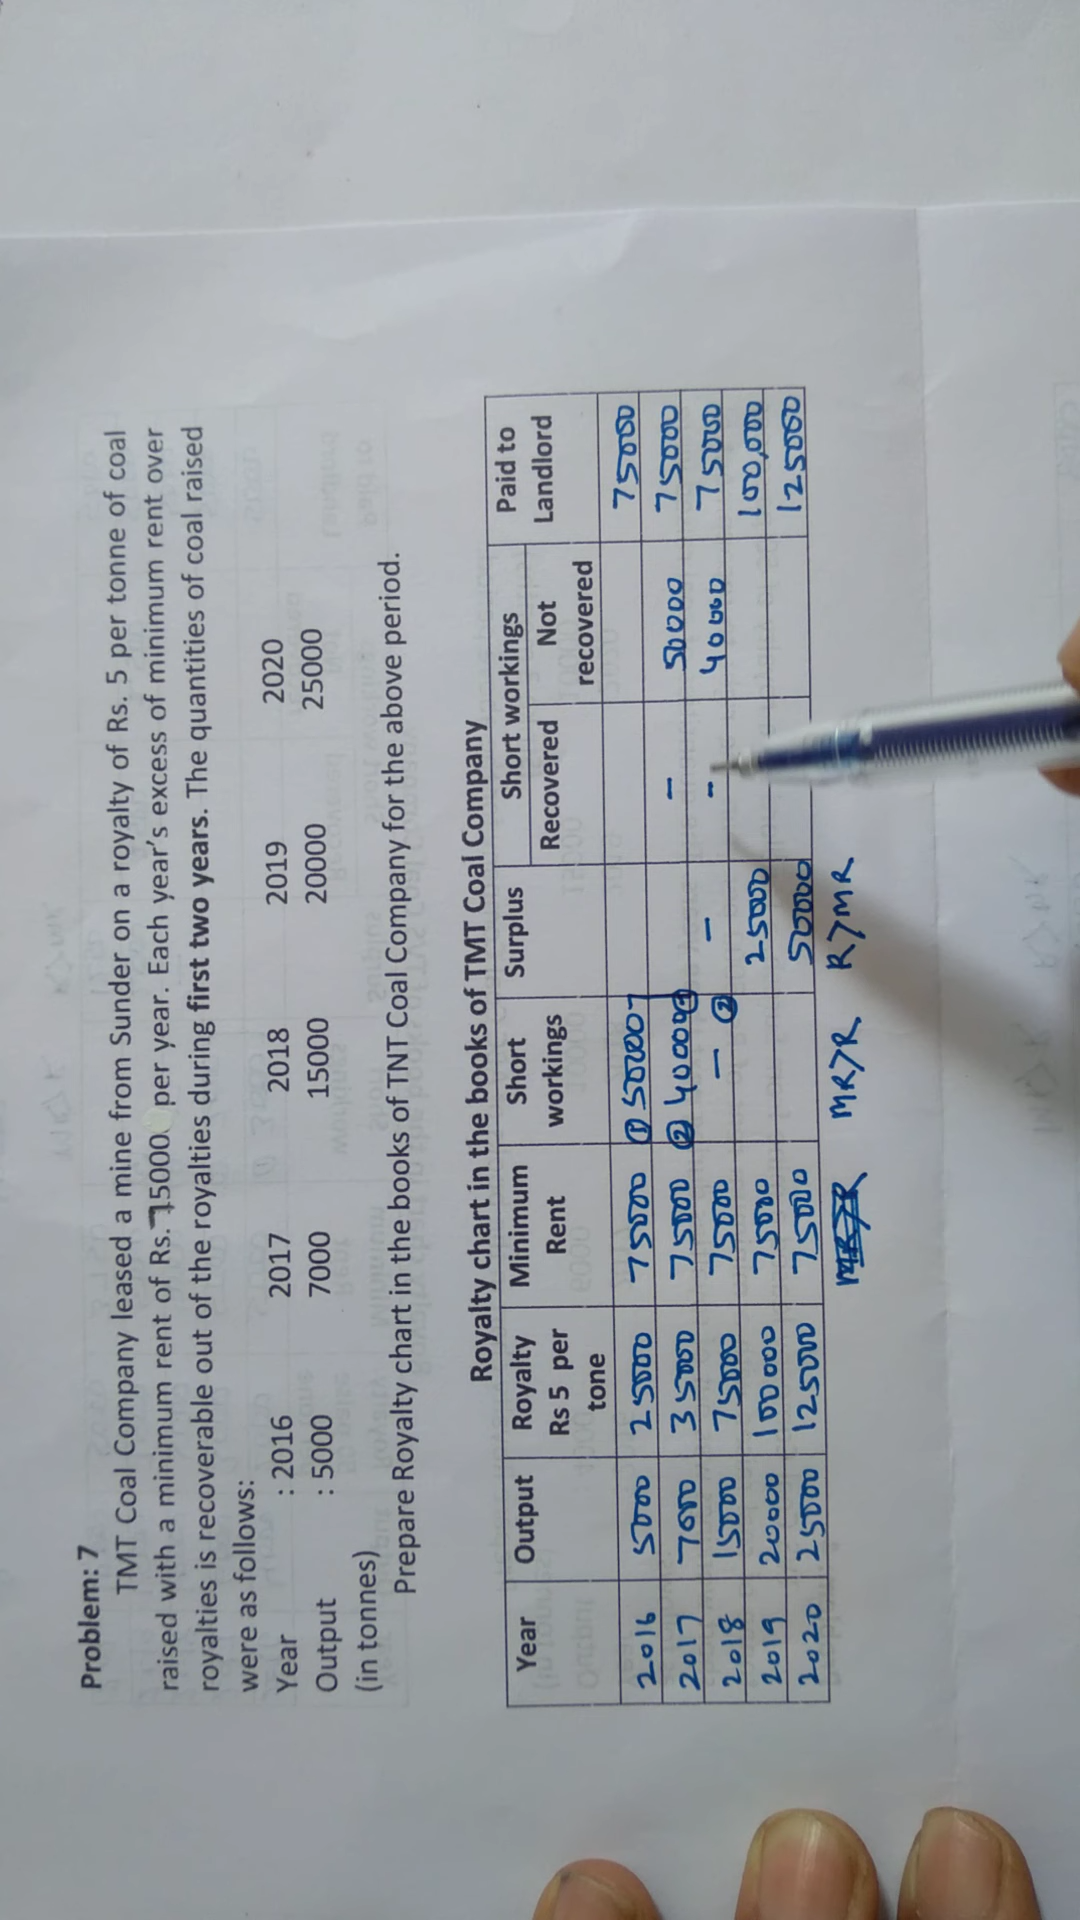 Problem: 7
TMT Coal Company leased a mine from Sunder on a royalty of Rs. 5 per tonne of coal
raised with a minimum rent of Rs. 75000 per year. Each year's excess of minimum rent over
royalties is recoverable out of the royalties during first two years. The quantities of coal raised
were as follows:
Year : 2016 2017 2018 2019 2020
Output : 5000 7000 15000 20000 25000
(in tonnes)
Prepare Royalty chart in the books of TNT Coal Company for the above period.
Royalty chart in the books of TMT Coal Company
Year Output Royalty Rs 5 per tone Minimum Rent Short workings Surplus Short workings Recovered Not recovered Paid to Landlord
2016 5000 25000 75000 ① 50000 75000
2017 7000 35000 75000 ② 40000 - 50000 75000
2018 15000 75000 75000 - ② - - 40000 75000
2019 20000 100000 75000 25000 100,000
2020 25000 125000 75000 50000 125000
MR>R R>MR